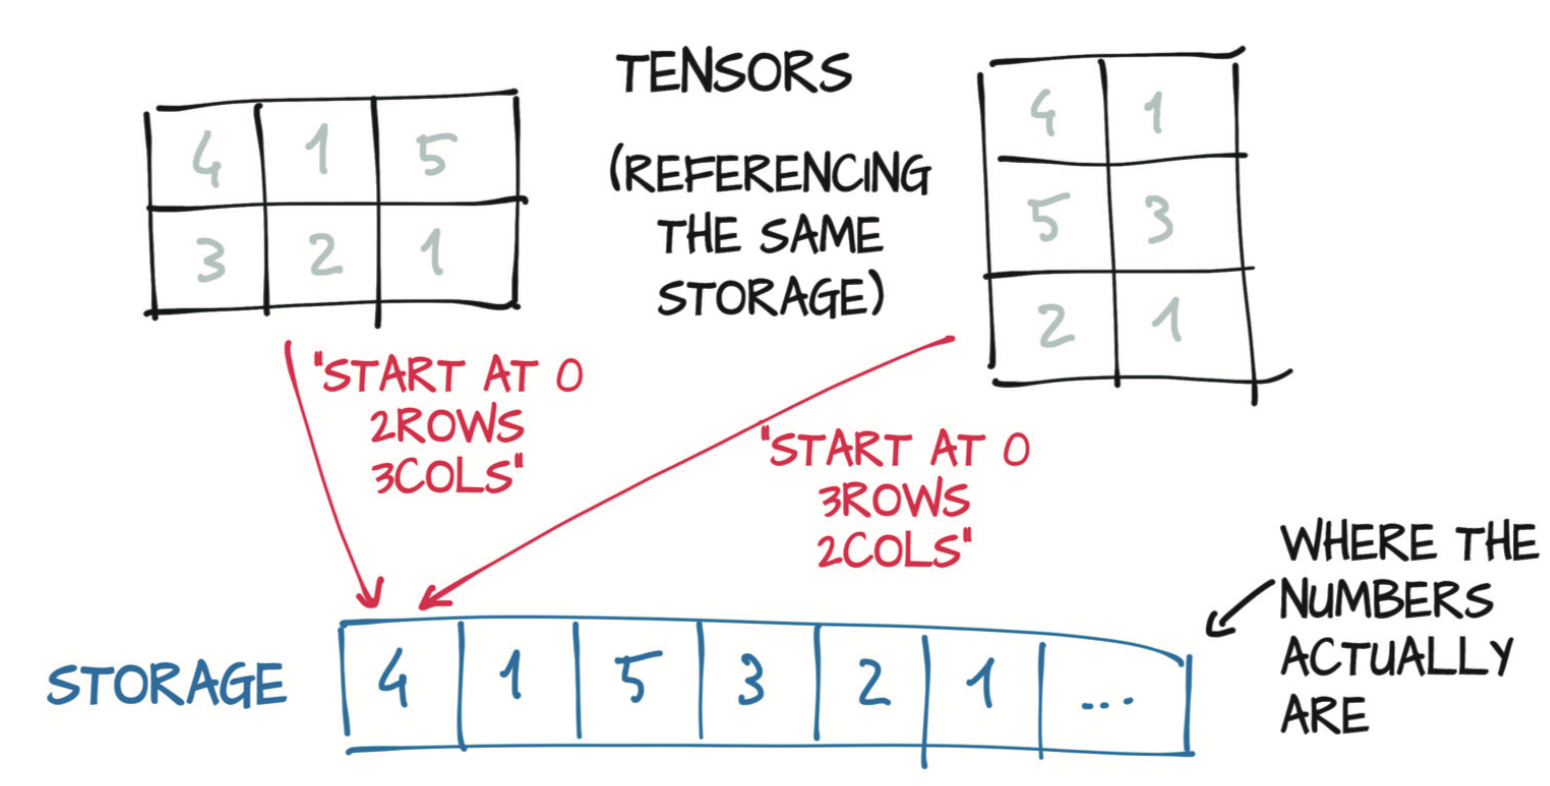 TENSORS
(REFERENCING
THE SAME
STORAGE)
4 1 5
3 2 1
4 1
5 3
2 1
"START AT 0
2ROWS
3COLS"
"START AT 0
3ROWS
2COLS"
WHERE THE
NUMBERS
ACTUALLY
ARE
STORAGE
4 1 5 3 2 1 ...